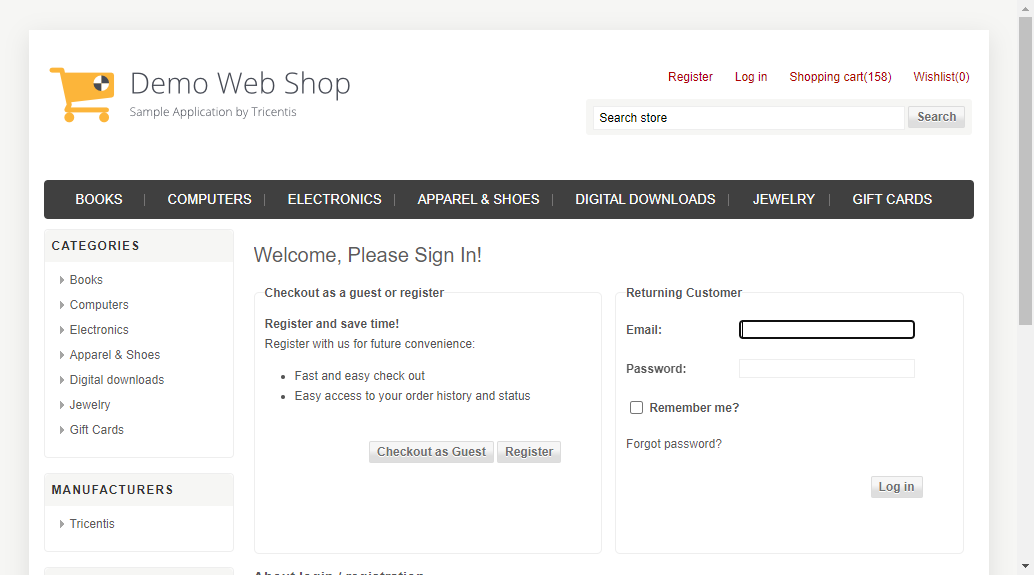 Demo Web Shop
Sample Application by Tricentis
Register Log in Shopping cart(158) Wishlist(0)
Search store Search
BOOKS COMPUTERS ELECTRONICS APPAREL & SHOES DIGITAL DOWNLOADS JEWELRY GIFT CARDS
CATEGORIES
Books
Computers
Electronics
Apparel & Shoes
Digital downloads
Jewelry
Gift Cards
MANUFACTURERS
Tricentis
Welcome, Please Sign In!
Checkout as a guest or register
Register and save time!
Register with us for future convenience:
Fast and easy check out
Easy access to your order history and status
Checkout as Guest Register
Returning Customer
Email:
Password:
Remember me?
Forgot password?
Log in
About login / registration